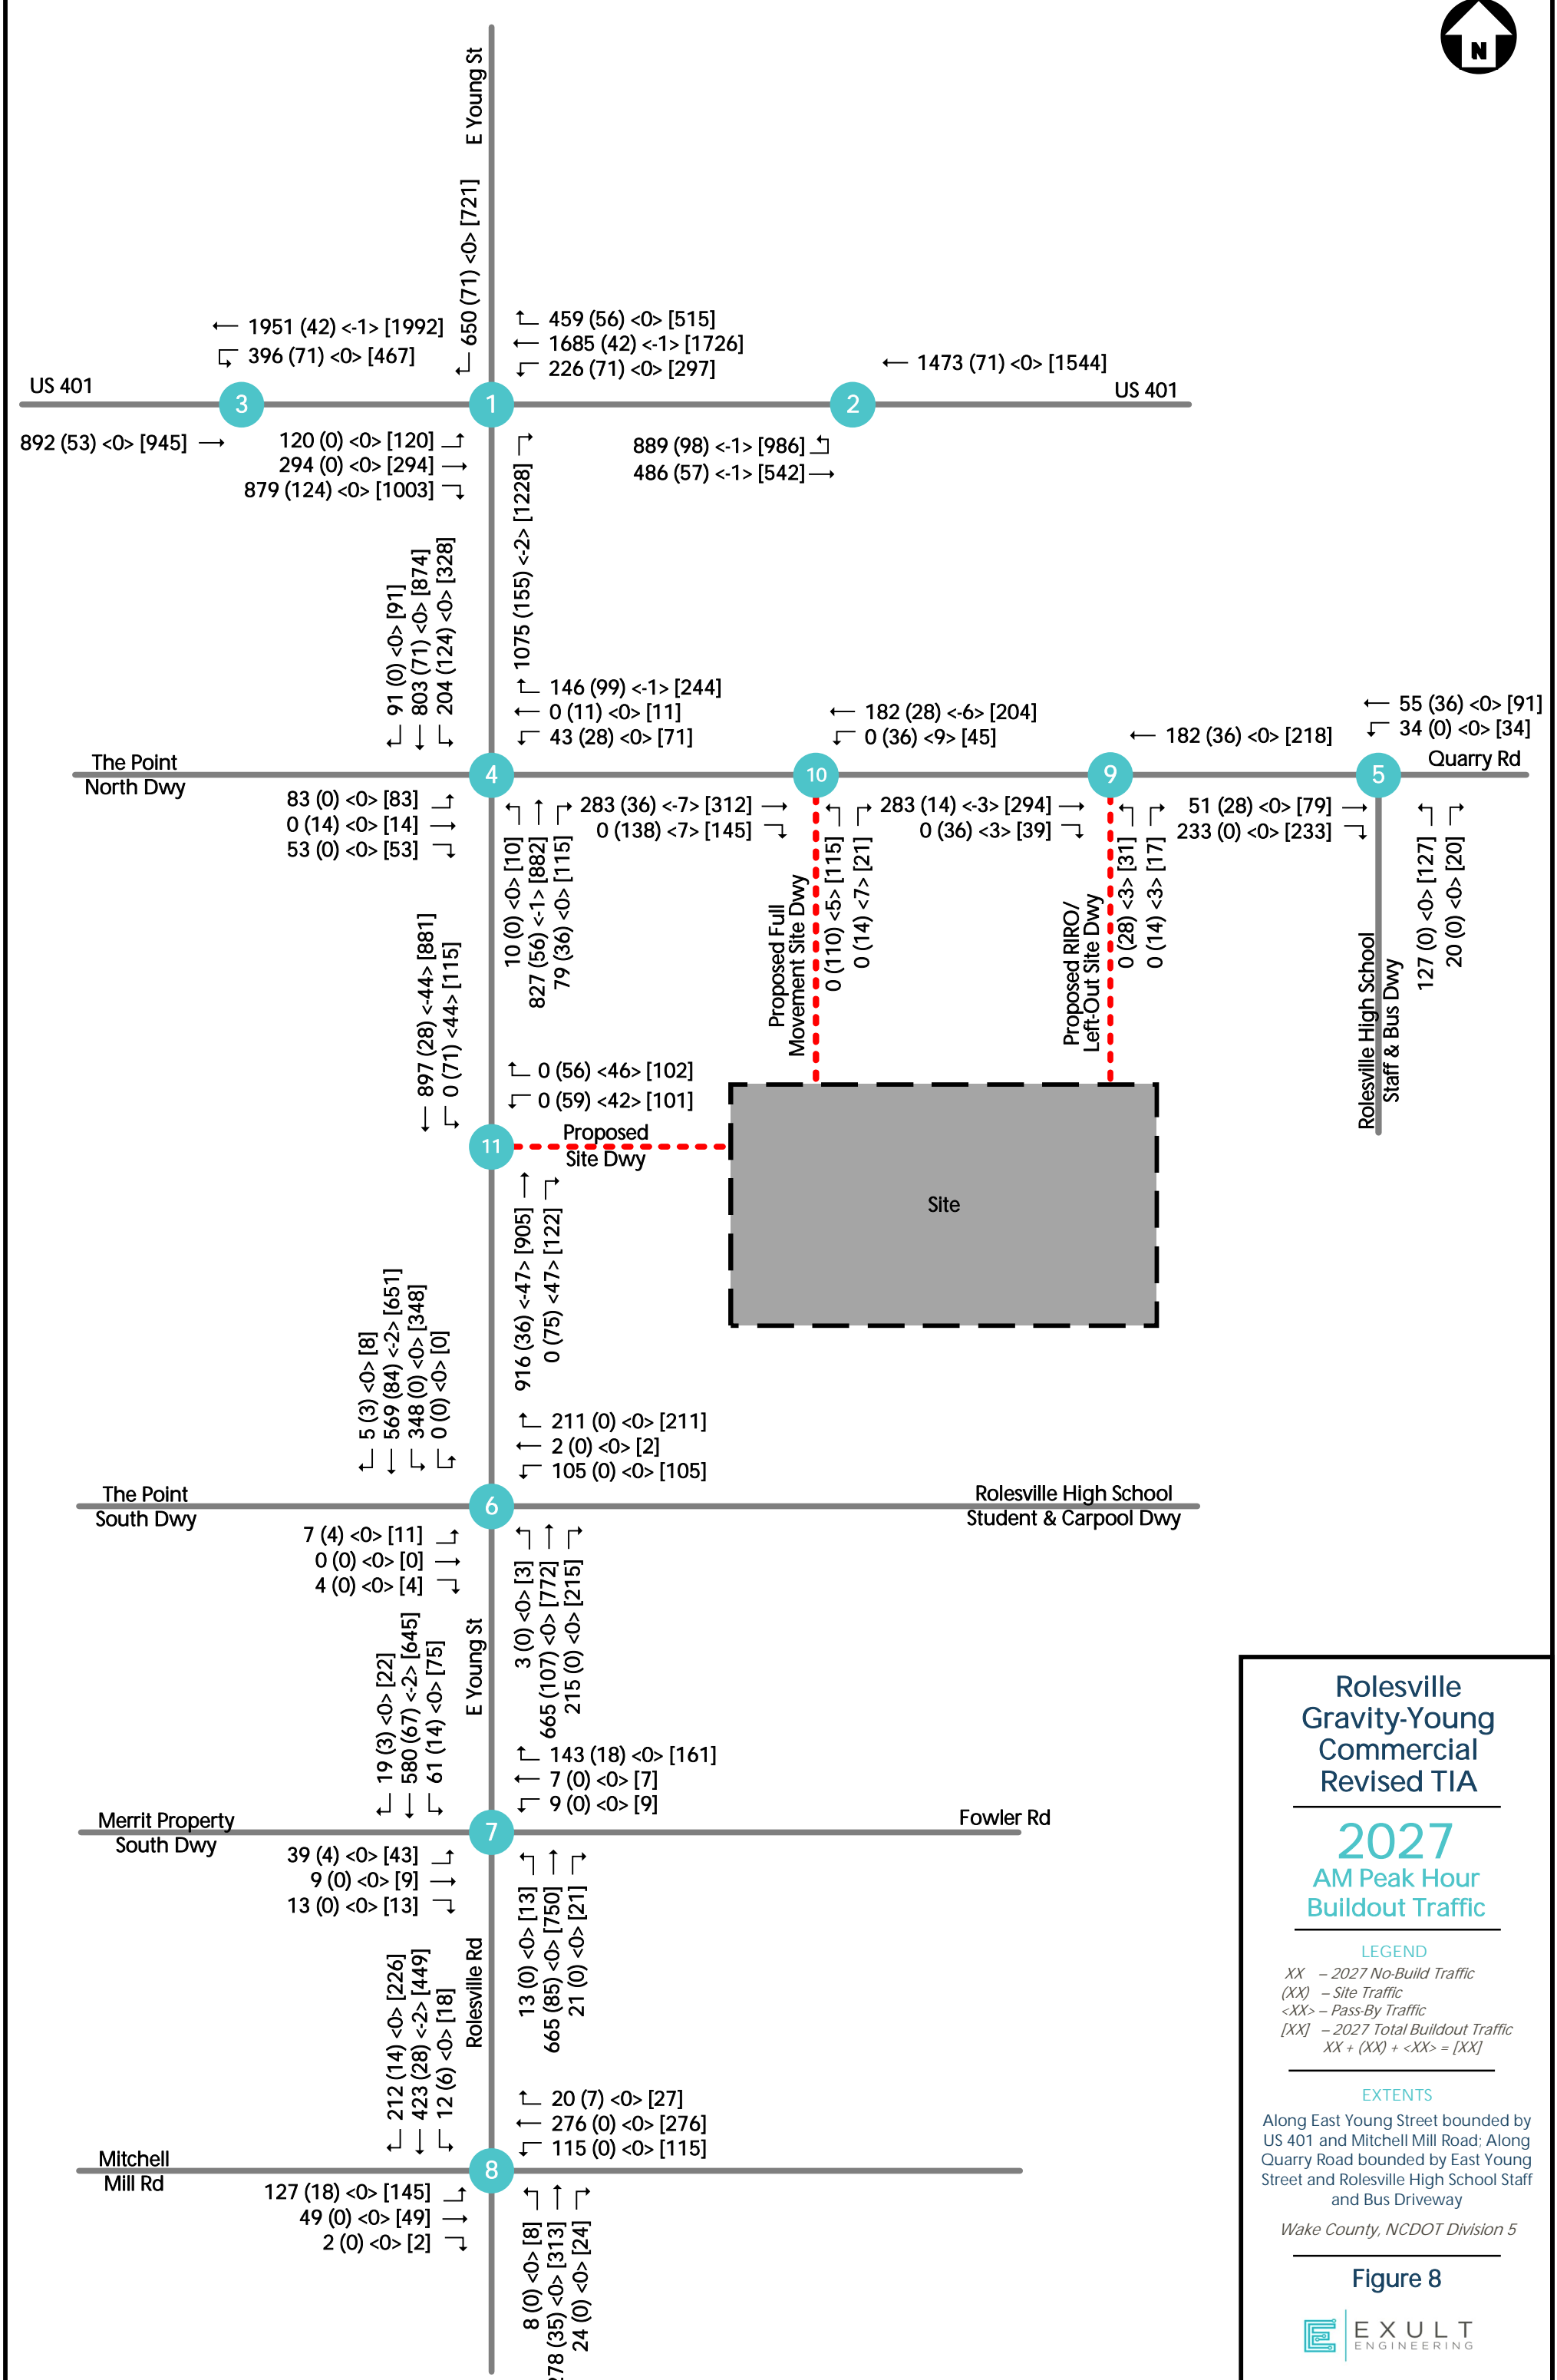 N
E Young St
650 (71) <0> [721]
1951 (42) <-1> [1992]
396 (71) <0> [467]
459 (56) <0> [515]
1685 (42) <-1> [1726]
226 (71) <0> [297]
1473 (71) <0> [1544]
US 401
3
1
2
US 401
892 (53) <0> [945]
120 (0) <0> [120]
294 (0) <0> [294]
879 (124) <0> [1003]
889 (98) <-1> [986]
486 (57) <-1> [542]
1075 (155) <-2> [1228]
91 (0) <0> [91]
803 (71) <0> [874]
204 (124) <0> [328]
146 (99) <-1> [244]
0 (11) <0> [11]
43 (28) <0> [71]
182 (28) <-6> [204]
0 (36) <9> [45]
182 (36) <0> [218]
55 (36) <0> [91]
34 (0) <0> [34]
Quarry Rd
The Point
North Dwy
4
10
9
5
83 (0) <0> [83]
0 (14) <0> [14]
53 (0) <0> [53]
10 (0) <0> [10]
827 (56) <-1> [882]
79 (36) <0> [115]
283 (36) <-7> [312]
0 (138) <7> [145]
Proposed Full
Movement Site Dwy
0 (110) <5> [115]
0 (14) <7> [21]
283 (14) <-3> [294]
0 (36) <3> [39]
Proposed RIRO/
Left-Out Site Dwy
0 (28) <3> [31]
0 (14) <3> [17]
51 (28) <0> [79]
233 (0) <0> [233]
Rolesville High School
Staff & Bus Dwy
127 (0) <0> [127]
20 (0) <0> [20]
897 (28) <-44> [881]
0 (71) <44> [115]
0 (56) <46> [102]
0 (59) <42> [101]
11
Proposed
Site Dwy
Site
916 (36) <-47> [905]
0 (75) <47> [122]
5 (3) <0> [8]
569 (84) <-2> [651]
348 (0) <0> [348]
0 (0) <0> [0]
211 (0) <0> [211]
2 (0) <0> [2]
105 (0) <0> [105]
The Point
South Dwy
6
Rolesville High School
Student & Carpool Dwy
7 (4) <0> [11]
0 (0) <0> [0]
4 (0) <0> [4]
3 (0) <0> [3]
665 (107) <0> [772]
215 (0) <0> [215]
E Young St
19 (3) <0> [22]
580 (67) <-2> [645]
61 (14) <0> [75]
143 (18) <0> [161]
7 (0) <0> [7]
9 (0) <0> [9]
Merrit Property
South Dwy
7
Fowler Rd
39 (4) <0> [43]
9 (0) <0> [9]
13 (0) <0> [13]
13 (0) <0> [13]
665 (85) <0> [750]
21 (0) <0> [21]
Rolesville Rd
212 (14) <0> [226]
423 (28) <-2> [449]
12 (6) <0> [18]
20 (7) <0> [27]
276 (0) <0> [276]
115 (0) <0> [115]
Mitchell
Mill Rd
8
127 (18) <0> [145]
49 (0) <0> [49]
2 (0) <0> [2]
8 (0) <0> [8]
278 (35) <0> [313]
24 (0) <0> [24]
Rolesville
Gravity-Young
Commercial
Revised TIA
2027
AM Peak Hour
Buildout Traffic
LEGEND
XX – 2027 No-Build Traffic
(XX) – Site Traffic
<XX> – Pass-By Traffic
[XX] – 2027 Total Buildout Traffic
XX + (XX) + <XX> = [XX]
EXTENTS
Along East Young Street bounded by
US 401 and Mitchell Mill Road; Along
Quarry Road bounded by East Young
Street and Rolesville High School Staff
and Bus Driveway
Wake County, NCDOT Division 5
Figure 8
EXULT
ENGINEERING